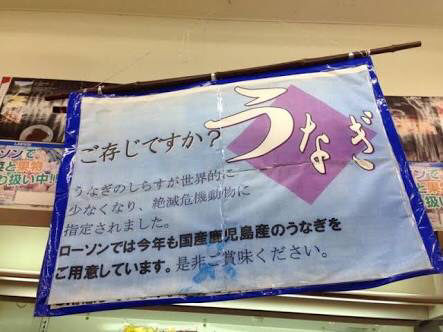 ご存じですか?
うなぎ
うなぎのしらすが世界的に
少なくなり、絶滅危機動物に
指定されました。
ローソンでは今年も国産鹿児島産のうなぎを
ご用意しています。是非ご賞味ください。